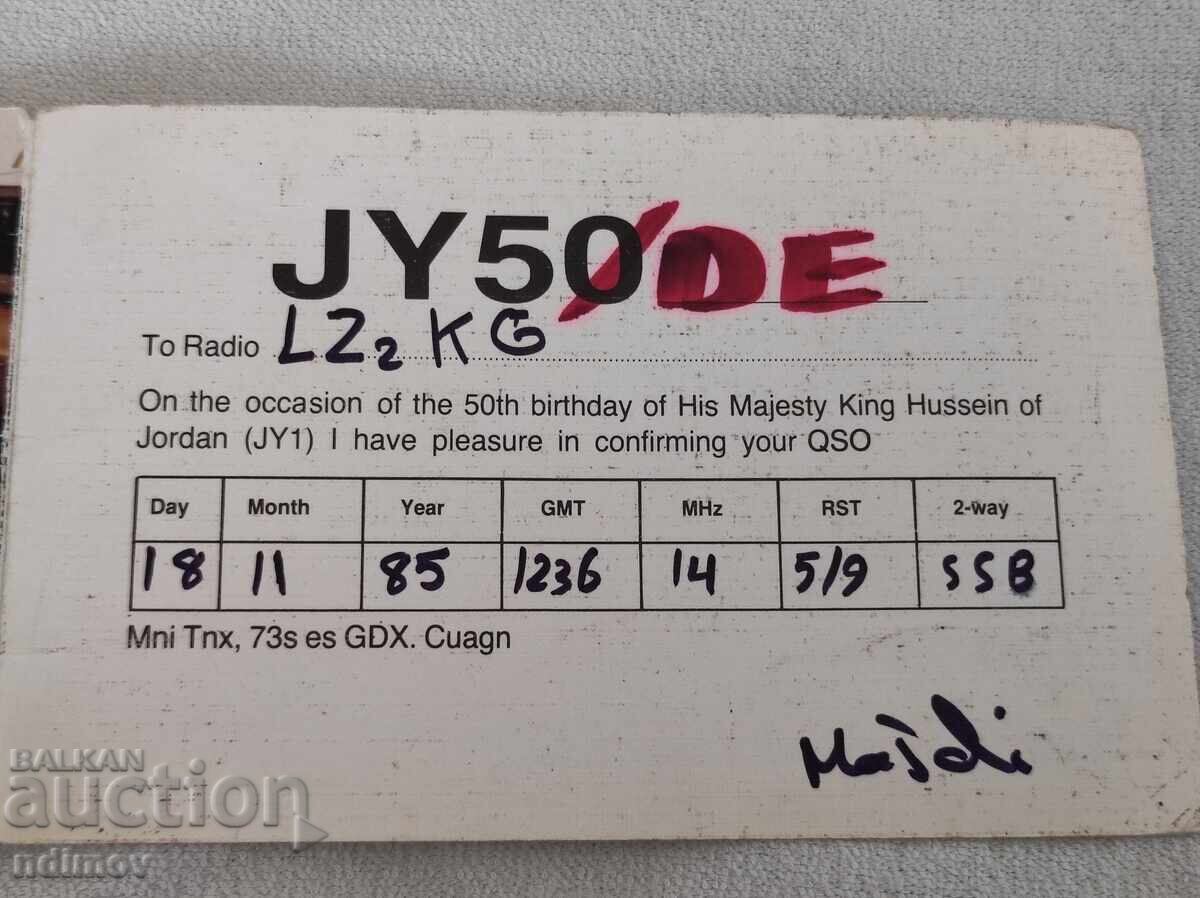 JY50/DE
To Radio LZ2KG
On the occasion of the 50th birthday of His Majesty King Hussein of
Jordan (JY1) I have pleasure in confirming your QSO
Day Month Year GMT MHz RST 2-way
18 11 85 1236 14 5/9 SSB
Mni Tnx, 73s es GDX. Cuagn
Majdi
BALKAN
auction
ndimov